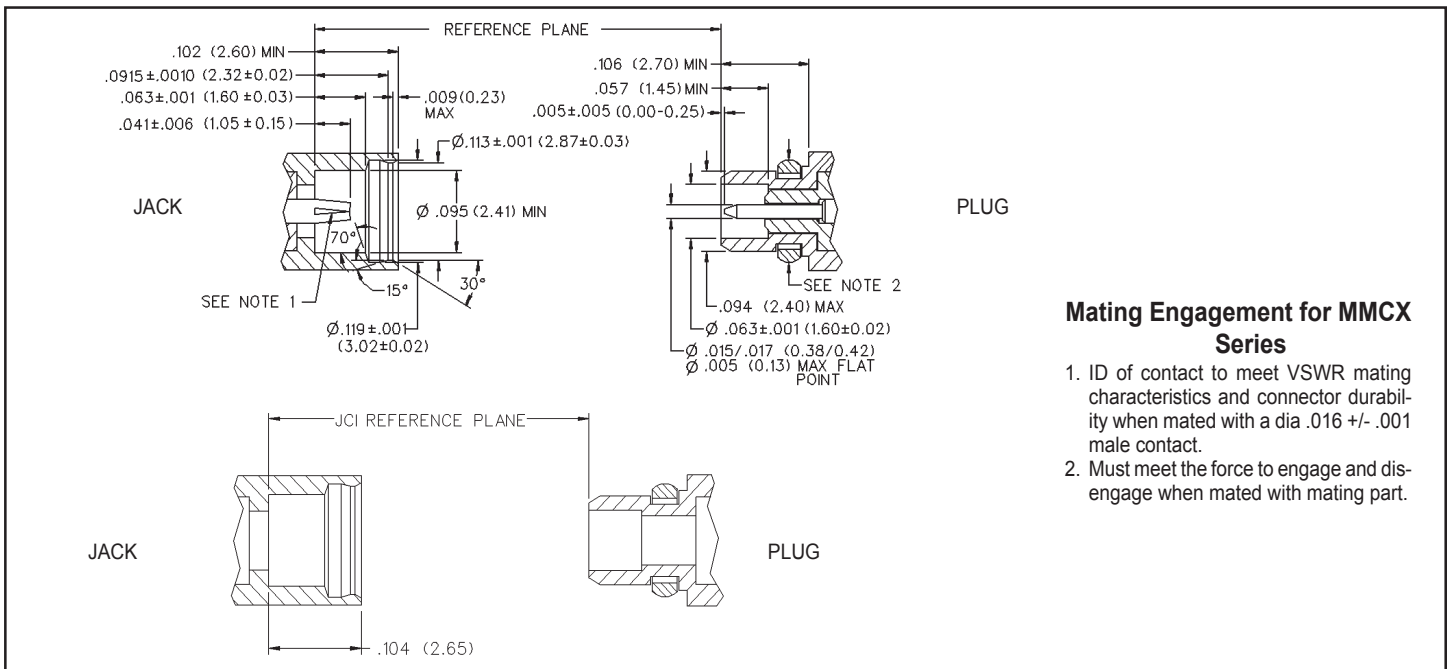 REFERENCE PLANE
.102 (2.60) MIN
.0915±.0010 (2.32±0.02)
.063±.001 (1.60±0.03)
.041±.006 (1.05±0.15)
.009(0.23)
MAX
Ø.113±.001 (2.87±0.03)
.106 (2.70) MIN
.057 (1.45)MIN
.005±.005 (0.00-0.25)
JACK
Ø .095 (2.41) MIN
PLUG
70°
15°
30°
SEE NOTE 1
Ø.119±.001
(3.02±0.02)
SEE NOTE 2
.094 (2.40) MAX
Ø .063±.001 (1.60±0.02)
Ø .015/.017 (0.38/0.42)
Ø .005 (0.13) MAX FLAT
POINT
Mating Engagement for MMCX
Series
1. ID of contact to meet VSWR mating
characteristics and connector durabil-
ity when mated with a dia .016 +/- .001
male contact.
2. Must meet the force to engage and dis-
engage when mated with mating part.
JCI REFERENCE PLANE
JACK
PLUG
.104 (2.65)